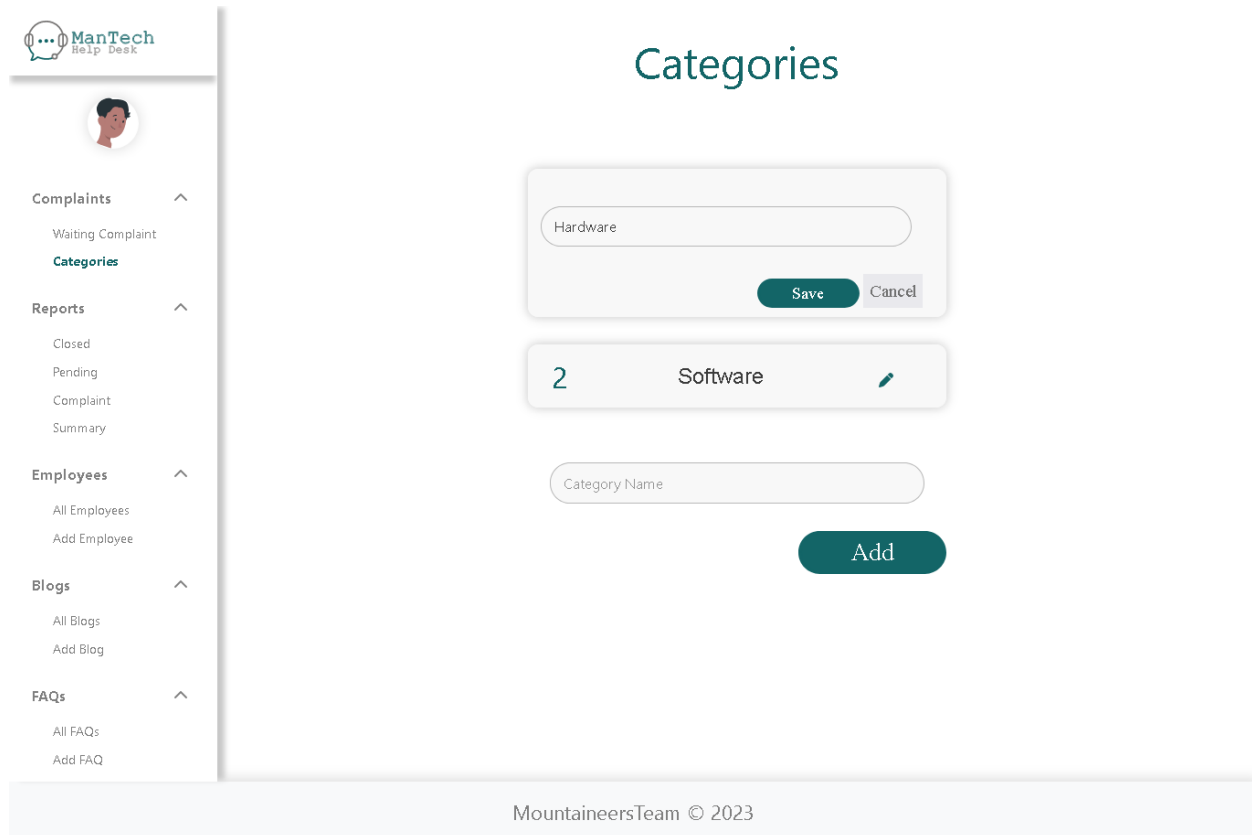 ManTech
Help Desk
Complaints
Waiting Complaint
Categories
Reports
Closed
Pending
Complaint
Summary
Employees
All Employees
Add Employee
Blogs
All Blogs
Add Blog
FAQs
All FAQs
Add FAQ
Categories
Hardware
Save Cancel
2 Software
Category Name
Add
MountaineersTeam © 2023